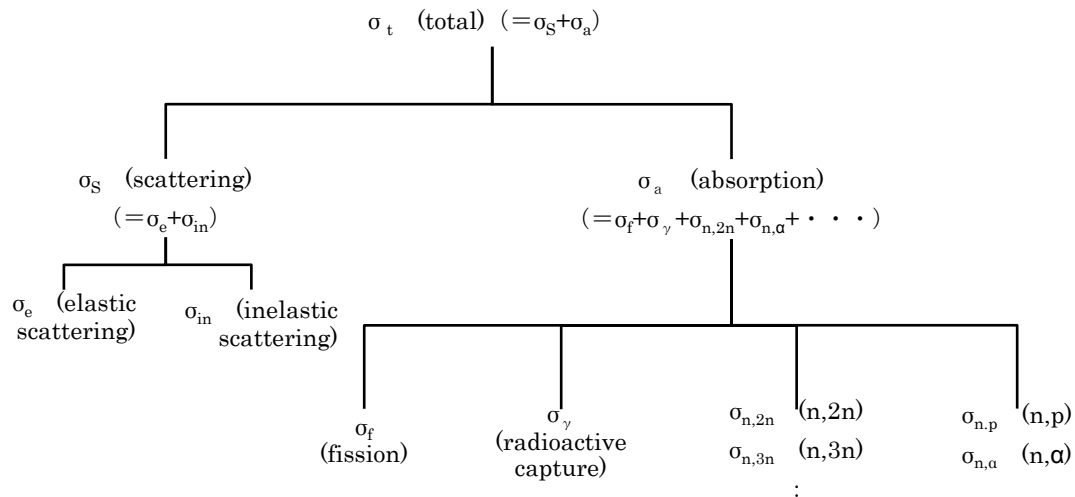 σt (total) (=σS+σa)
σS (scattering)
(=σe+σin)
σa (absorption)
(=σf+σγ+σn,2n+σn,α+・・・)
σe (elastic
scattering)
σin (inelastic
scattering)
σf
(fission)
σγ
(radioactive
capture)
σn,2n (n,2n)
σn,3n (n,3n)
:
σn.p (n,p)
σn,α (n,α)